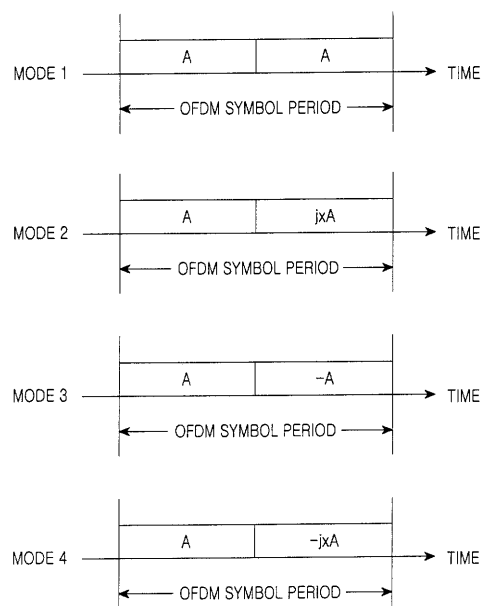 A A
MODE 1 TIME
OFDM SYMBOL PERIOD
A jxA
MODE 2 TIME
OFDM SYMBOL PERIOD
A -A
MODE 3 TIME
OFDM SYMBOL PERIOD
A -jxA
MODE 4 TIME
OFDM SYMBOL PERIOD